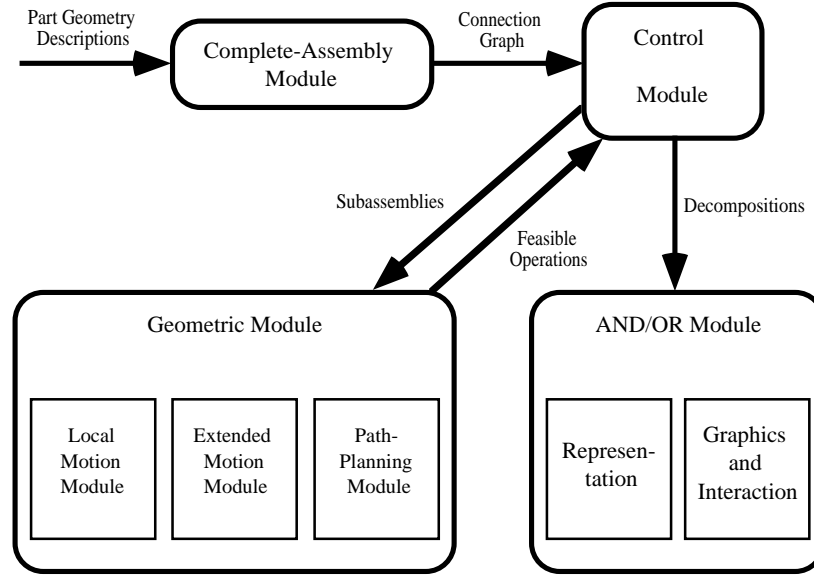 Part Geometry
Descriptions
Complete-Assembly
Module
Connection
Graph
Control
Module
Subassemblies
Feasible
Operations
Decompositions
Geometric Module
Local
Motion
Module
Extended
Motion
Module
Path-
Planning
Module
AND/OR Module
Represen-
tation
Graphics
and
Interaction